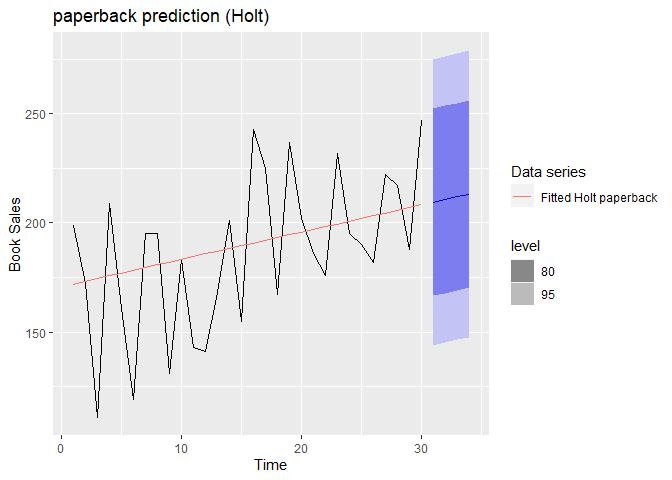 paperback prediction (Holt)
Book Sales
250
200
150
0
10
20
30
Time
Data series
Fitted Holt paperback
level
80
95